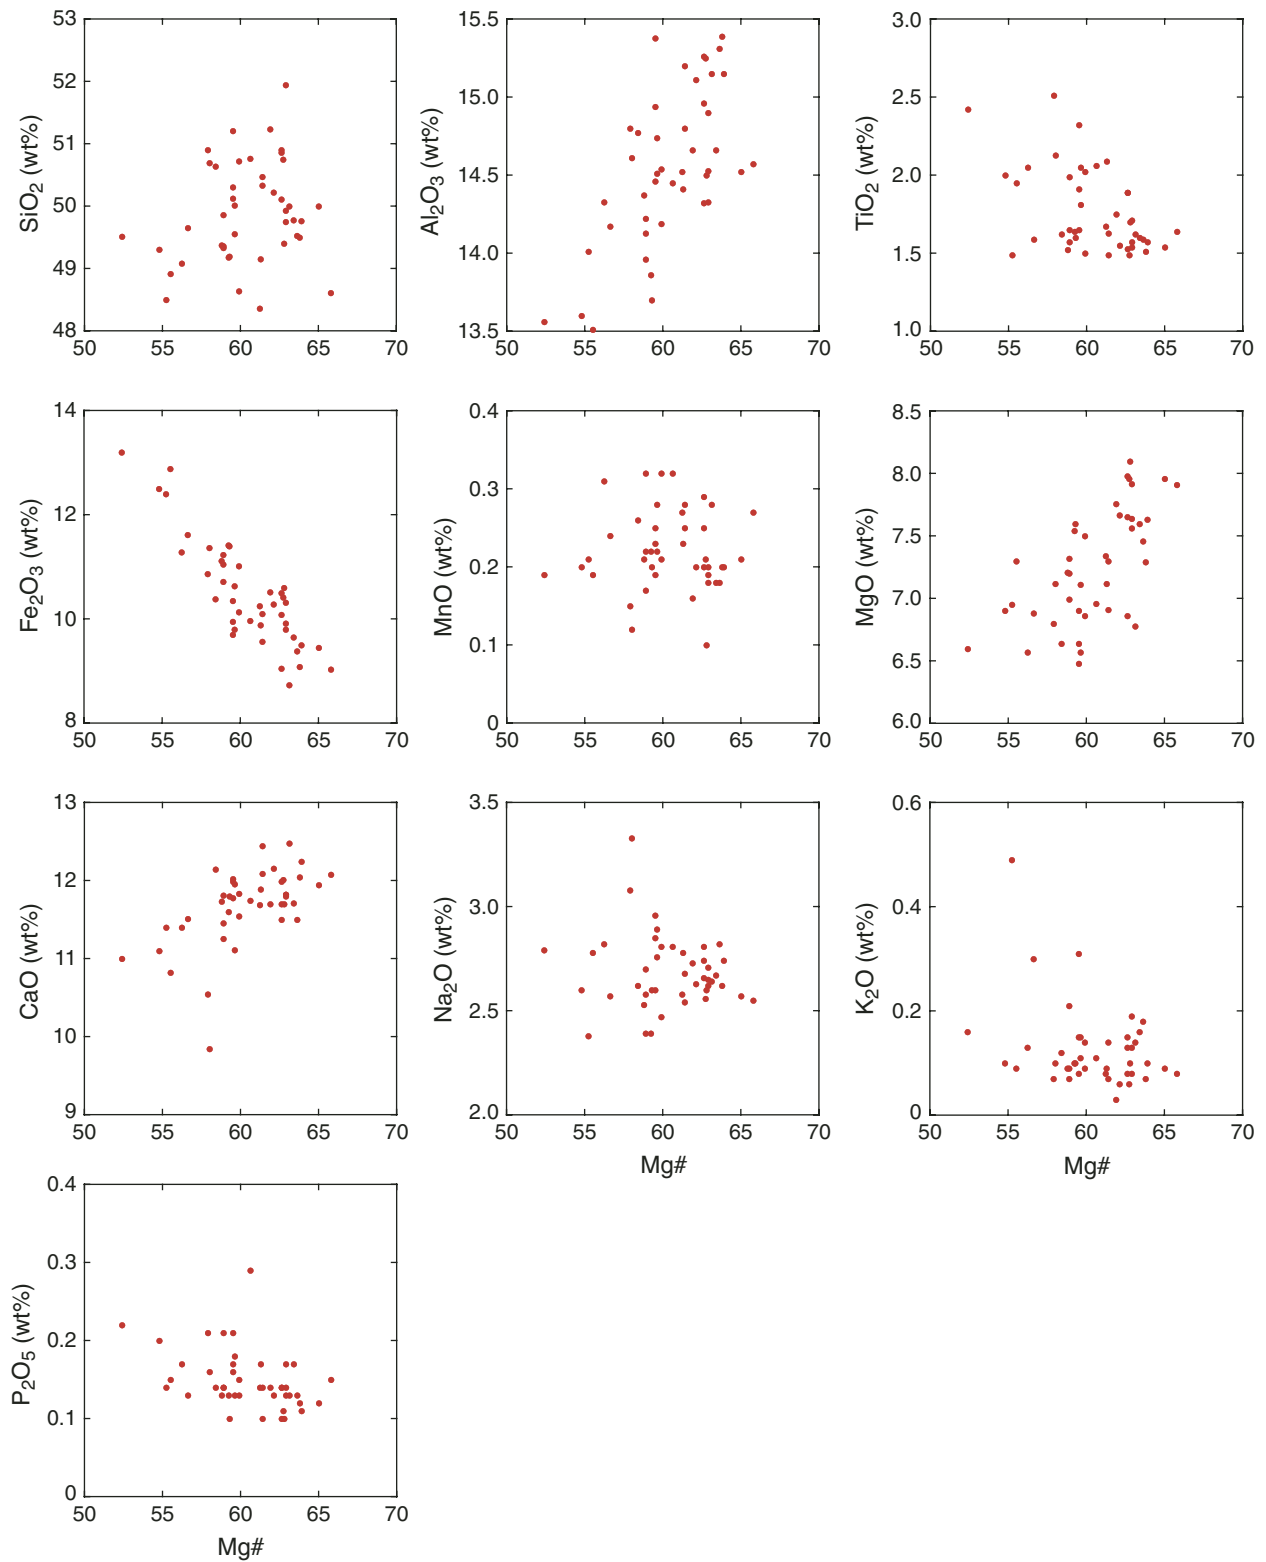 53
52
51
50
49
48
SiO₂ (wt%)
50 55 60 65 70
15.5
15.0
14.5
14.0
13.5
Al₂O₃ (wt%)
50 55 60 65 70
3.0
2.5
2.0
1.5
1.0
TiO₂ (wt%)
50 55 60 65 70
14
12
10
8
Fe₂O₃ (wt%)
50 55 60 65 70
0.4
0.3
0.2
0.1
0
MnO (wt%)
50 55 60 65 70
8.5
8.0
7.5
7.0
6.5
6.0
MgO (wt%)
50 55 60 65 70
13
12
11
10
9
CaO (wt%)
50 55 60 65 70
3.5
3.0
2.5
2.0
Na₂O (wt%)
50 55 60 65 70
Mg#
0.6
0.4
0.2
0
K₂O (wt%)
50 55 60 65 70
Mg#
0.4
0.3
0.2
0.1
0
P₂O₅ (wt%)
50 55 60 65 70
Mg#